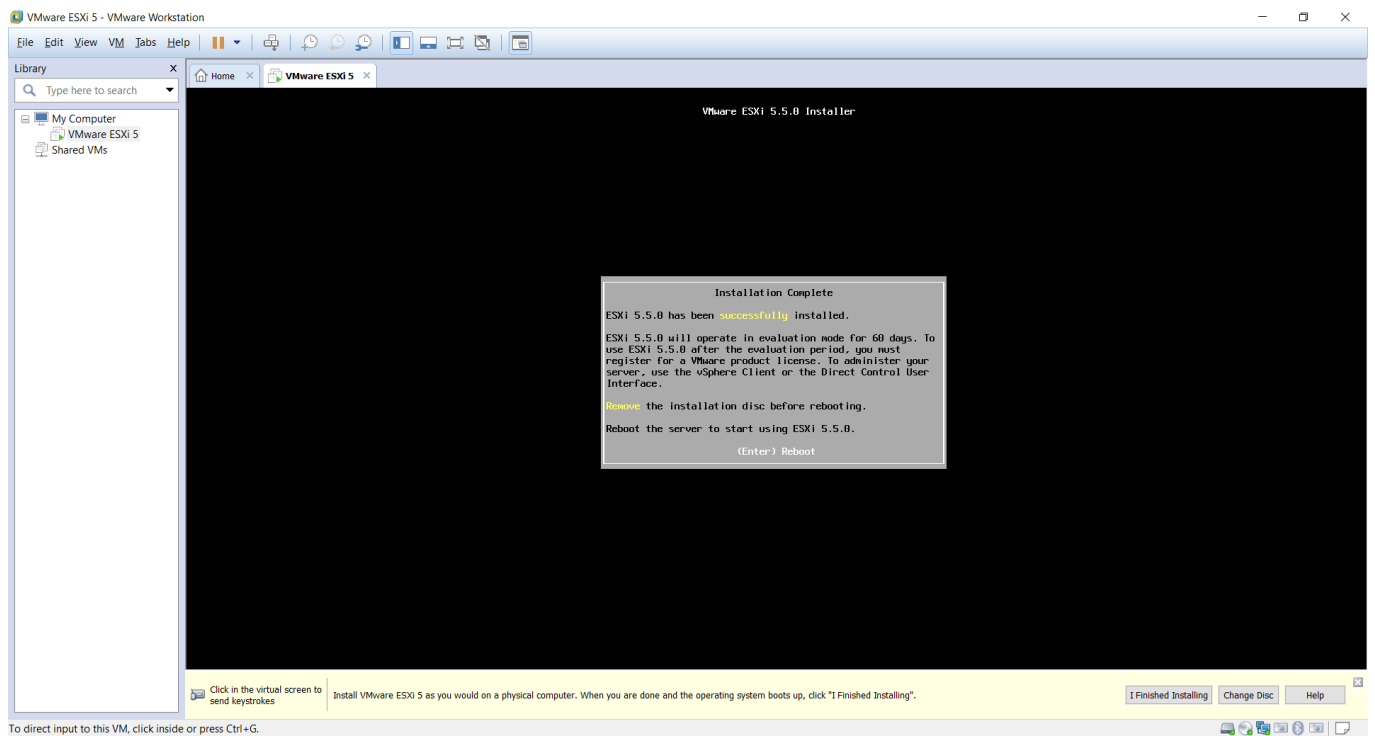 VMware ESXi 5 - VMware Workstation
File Edit View VM Tabs Help
Library x
Home × VMware ESXi 5 ×
Type here to search
My Computer
VMware ESXi 5
Shared VMs
VMware ESXi 5.5.0 Installer
Installation Complete
ESXi 5.5.0 has been successfully installed.
ESXi 5.5.0 will operate in evaluation mode for 60 days. To
use ESXi 5.5.0 after the evaluation period, you must
register for a VMware product license. To administer your
server, use the vSphere Client or the Direct Control User
Interface.
Remove the installation disc before rebooting.
Reboot the server to start using ESXi 5.5.0.
(Enter) Reboot
Click in the virtual screen to
send keystrokes
Install VMware ESXi 5 as you would on a physical computer. When you are done and the operating system boots up, click "I Finished Installing".
I Finished Installing Change Disc Help
To direct input to this VM, click inside or press Ctrl+G.